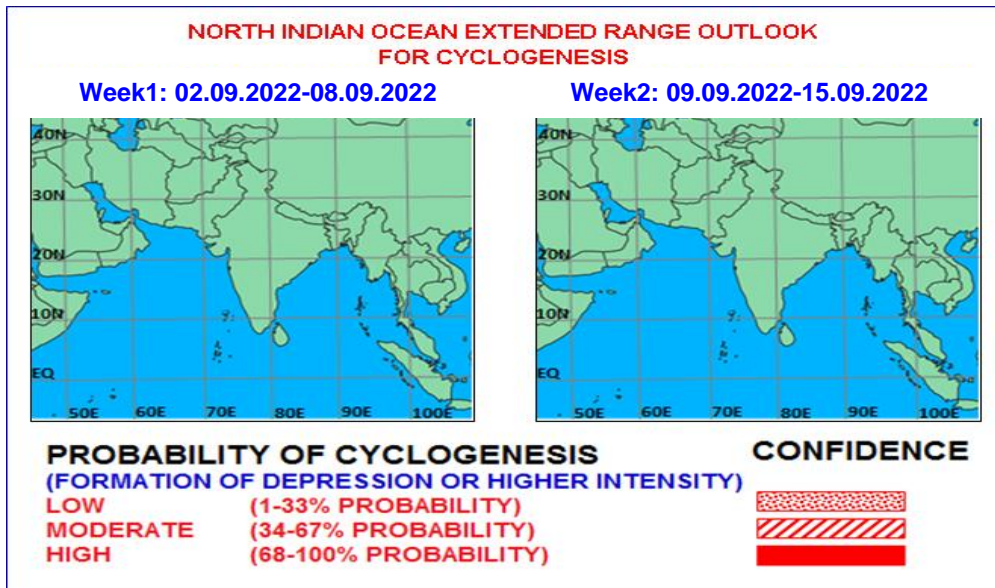 NORTH INDIAN OCEAN EXTENDED RANGE OUTLOOK
FOR CYCLOGENESIS
Week1: 02.09.2022-08.09.2022
40N
30N
20N
10N
EQ
50E 60E 70E 80E 90E 100E
Week2: 09.09.2022-15.09.2022
40N
30N
20N
10N
EQ
50E 60E 70E 80E 90E 100E
PROBABILITY OF CYCLOGENESIS CONFIDENCE
(FORMATION OF DEPRESSION OR HIGHER INTENSITY)
LOW (1-33% PROBABILITY)
MODERATE (34-67% PROBABILITY)
HIGH (68-100% PROBABILITY)